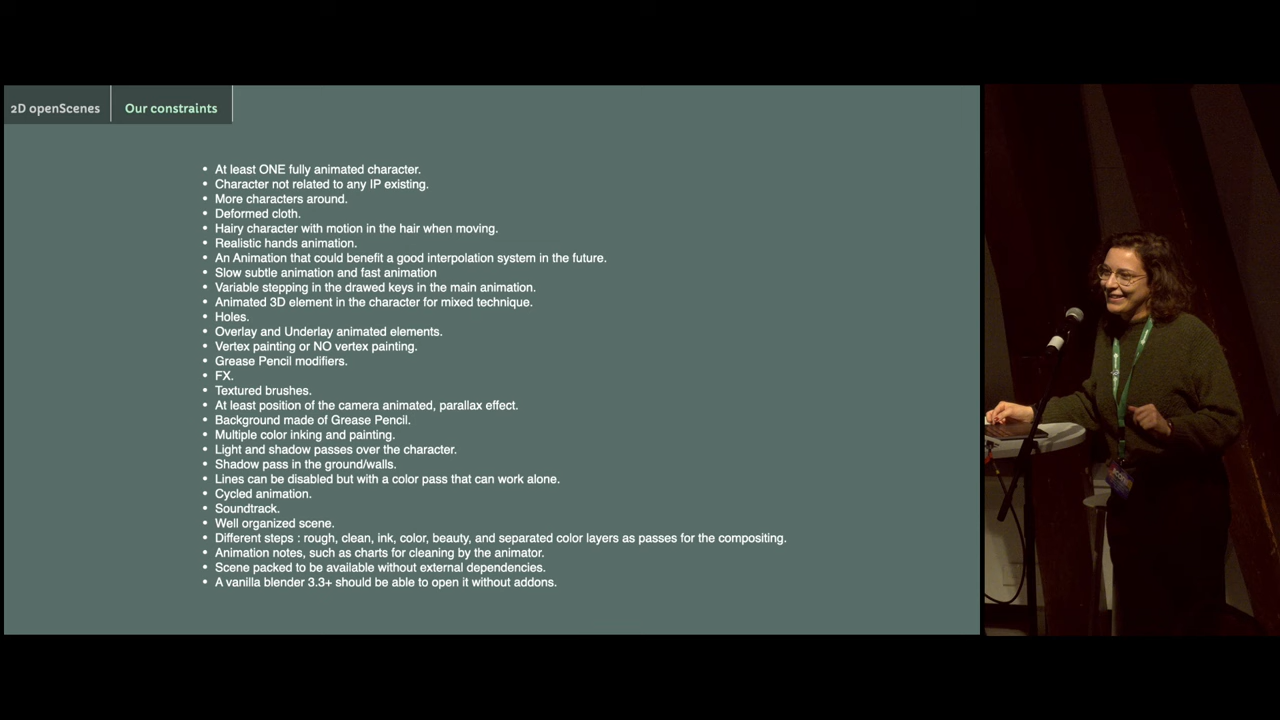 2D openScenes
Our constraints
• At least ONE fully animated character.
• Character not related to any IP existing.
• More characters around.
• Deformed cloth.
• Hairy character with motion in the hair when moving.
• Realistic hands animation.
• An Animation that could benefit a good interpolation system in the future.
• Slow subtle animation and fast animation
• Variable stepping in the drawed keys in the main animation.
• Animated 3D element in the character for mixed technique.
• Holes.
• Overlay and Underlay animated elements.
• Vertex painting or NO vertex painting.
• Grease Pencil modifiers.
• FX.
• Textured brushes.
• At least position of the camera animated, parallax effect.
• Background made of Grease Pencil.
• Multiple color inking and painting.
• Light and shadow passes over the character.
• Shadow pass in the ground/walls.
• Lines can be disabled but with a color pass that can work alone.
• Cycled animation.
• Soundtrack.
• Well organized scene.
• Different steps : rough, clean, ink, color, beauty, and separated color layers as passes for the compositing.
• Animation notes, such as charts for cleaning by the animator.
• Scene packed to be available without external dependencies.
• A vanilla blender 3.3+ should be able to open it without addons.